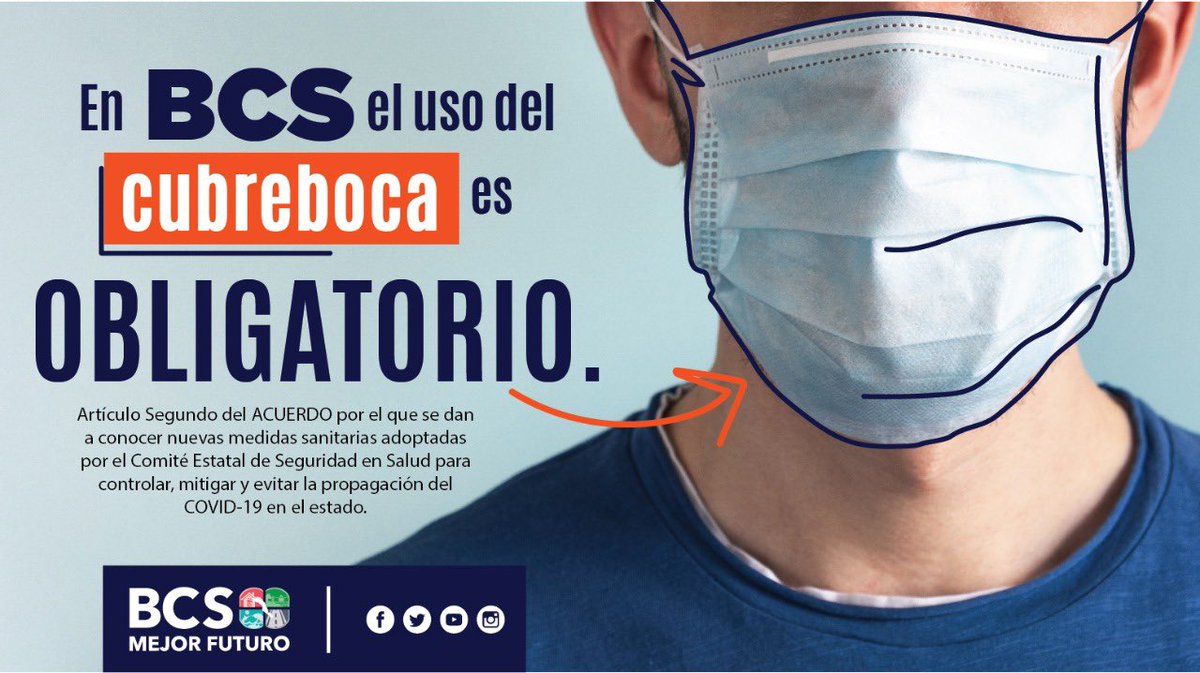 En BCS el uso del
cubreboca es
OBLIGATORIO.
Artículo Segundo del ACUERDO por el que se dan
a conocer nuevas medidas sanitarias adoptadas
por el Comité Estatal de Seguridad en Salud para
controlar, mitigar y evitar la propagación del
COVID-19 en el estado.
BCS
MEJOR FUTURO